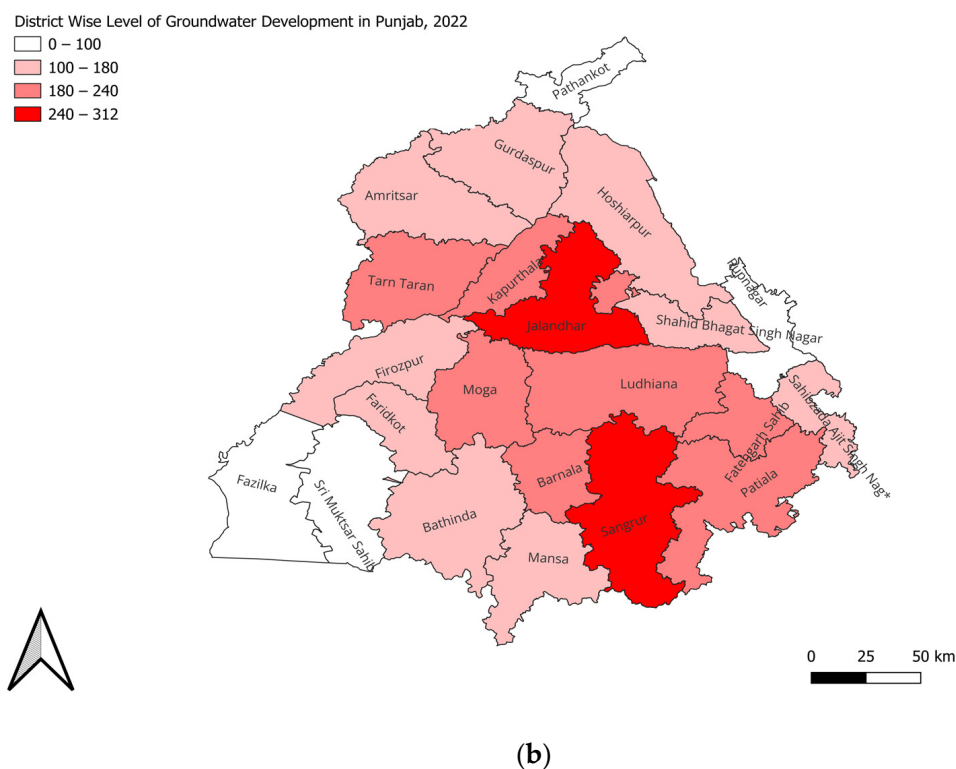 District Wise Level of Groundwater Development in Punjab, 2022
0 – 100
100 – 180
180 – 240
240 – 312
Pathankot
Gurdaspur
Amritsar
Hoshiarpur
Rupnagar
Tarn Taran
Kapurthala
Jalandhar
Shahid Bhagat Singh Nagar
Firozpur
Moga
Ludhiana
Faridkot
Sahibzada Ajit Singh Nag*
Fatehgarh Sahib
Fazilka
Sri Muktsar Sahib
Barnala
Patiala
Bathinda
Sangrur
Mansa
0 25 50 km
(b)